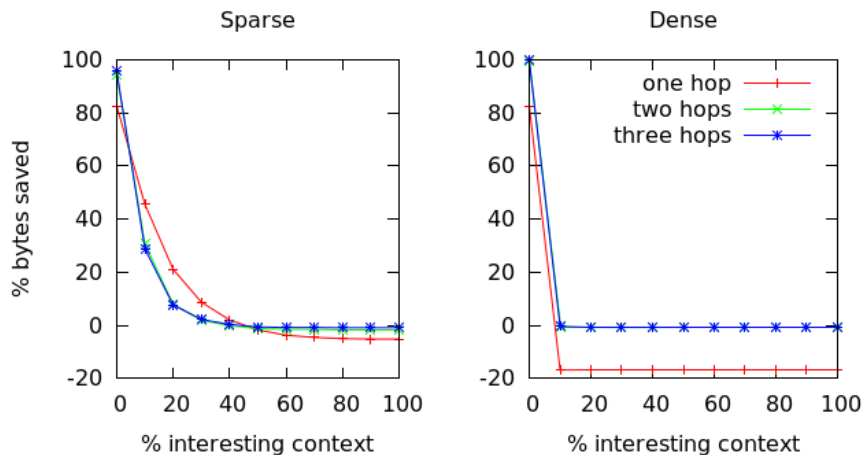 Sparse
% bytes saved
100
80
60
40
20
0
-20
0 20 40 60 80 100
% interesting context
Dense
one hop
two hops
three hops
100
80
60
40
20
0
-20
0 20 40 60 80 100
% interesting context